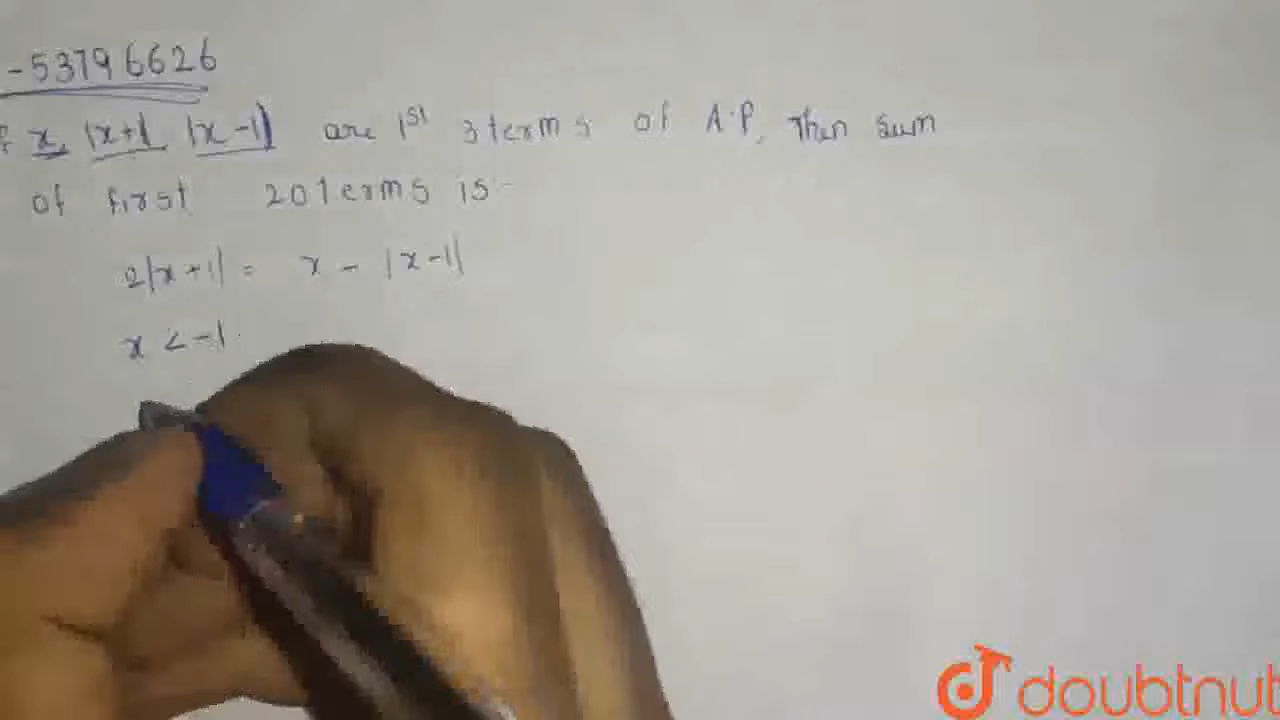 -53796626
x, |x+1| |x-1| are 1st 3 terms of A.P, Then sum
of first 20 terms is
2|x+1| = x - |x-1|
x < -1
doubtnut